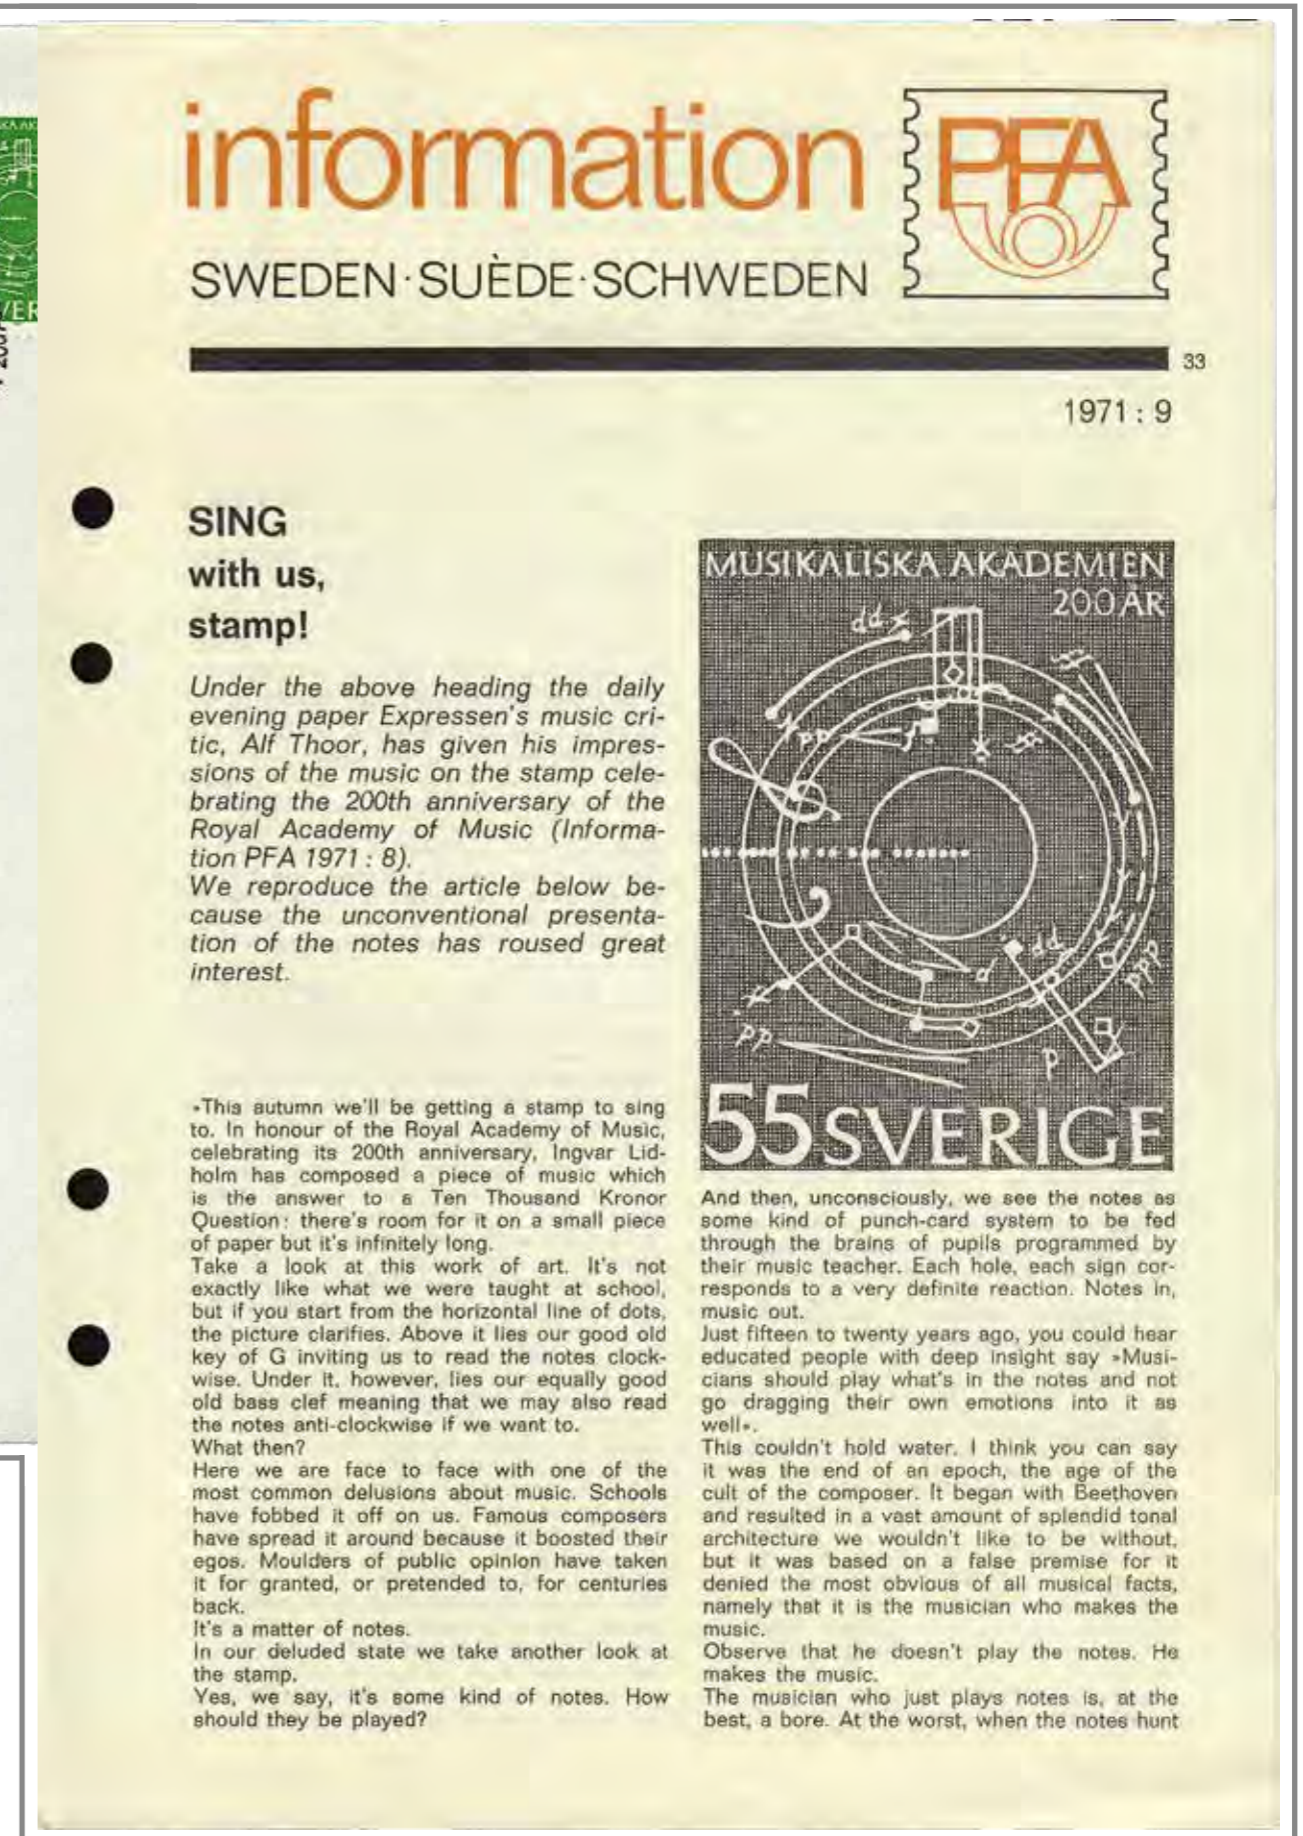 information
PFA
SWEDEN·SUÈDE·SCHWEDEN
33
1971 : 9
SING
with us,
stamp!
Under the above heading the daily
evening paper Expressen's music cri-
tic, Alf Thoor, has given his impres-
sions of the music on the stamp cele-
brating the 200th anniversary of the
Royal Academy of Music (Informa-
tion PFA 1971 : 8).
We reproduce the article below be-
cause the unconventional presenta-
tion of the notes has roused great
interest.
»This autumn we'll be getting a stamp to sing
to. In honour of the Royal Academy of Music,
celebrating its 200th anniversary, Ingvar Lid-
holm has composed a piece of music which
is the answer to a Ten Thousand Kronor
Question: there's room for it on a small piece
of paper but it's infinitely long.
Take a look at this work of art. It's not
exactly like what we were taught at school,
but if you start from the horizontal line of dots,
the picture clarifies. Above it lies our good old
key of G inviting us to read the notes clock-
wise. Under it, however, lies our equally good
old bass clef meaning that we may also read
the notes anti-clockwise if we want to.
What then?
Here we are face to face with one of the
most common delusions about music. Schools
have fobbed it off on us. Famous composers
have spread it around because it boosted their
egos. Moulders of public opinion have taken
it for granted, or pretended to, for centuries
back.
It's a matter of notes.
In our deluded state we take another look at
the stamp.
Yes, we say, it's some kind of notes. How
should they be played?
MUSIKALISKA AKADEMIEN
200 ÅR
dd
ff
pp
f
ff
dd
d
ppp
pp
p
55 SVERIGE
And then, unconsciously, we see the notes as
some kind of punch-card system to be fed
through the brains of pupils programmed by
their music teacher. Each hole, each sign cor-
responds to a very definite reaction. Notes in,
music out.
Just fifteen to twenty years ago, you could hear
educated people with deep insight say »Musi-
cians should play what's in the notes and not
go dragging their own emotions into it as
well».
This couldn't hold water. I think you can say
it was the end of an epoch, the age of the
cult of the composer. It began with Beethoven
and resulted in a vast amount of splendid tonal
architecture we wouldn't like to be without,
but it was based on a false premise for it
denied the most obvious of all musical facts,
namely that it is the musician who makes the
music.
Observe that he doesn't play the notes. He
makes the music.
The musician who just plays notes is, at the
best, a bore. At the worst, when the notes hunt